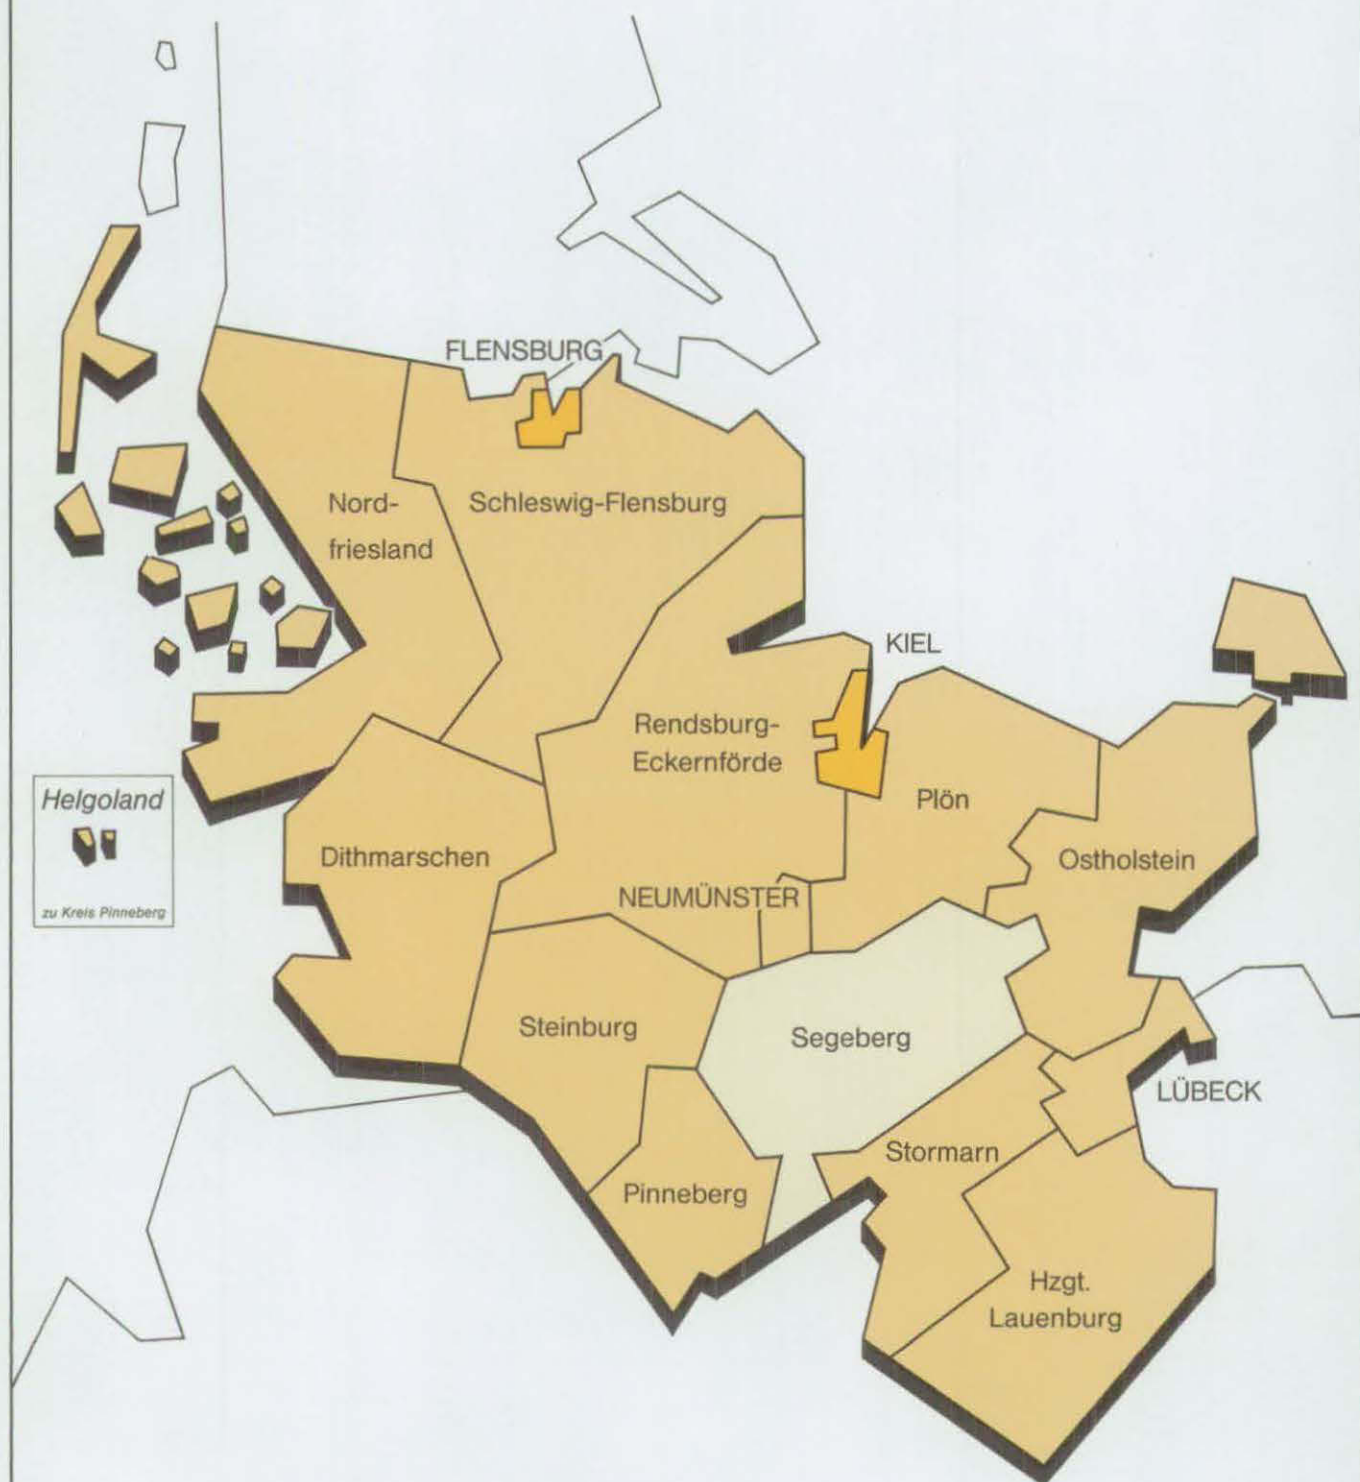 FLENSBURG
Nord-
friesland
Schleswig-Flensburg
KIEL
Rendsburg-
Eckernförde
Plön
Helgoland
zu Kreis Pinneberg
Dithmarschen
Ostholstein
NEUMÜNSTER
Steinburg
Segeberg
LÜBECK
Stormarn
Pinneberg
Hzgt.
Lauenburg